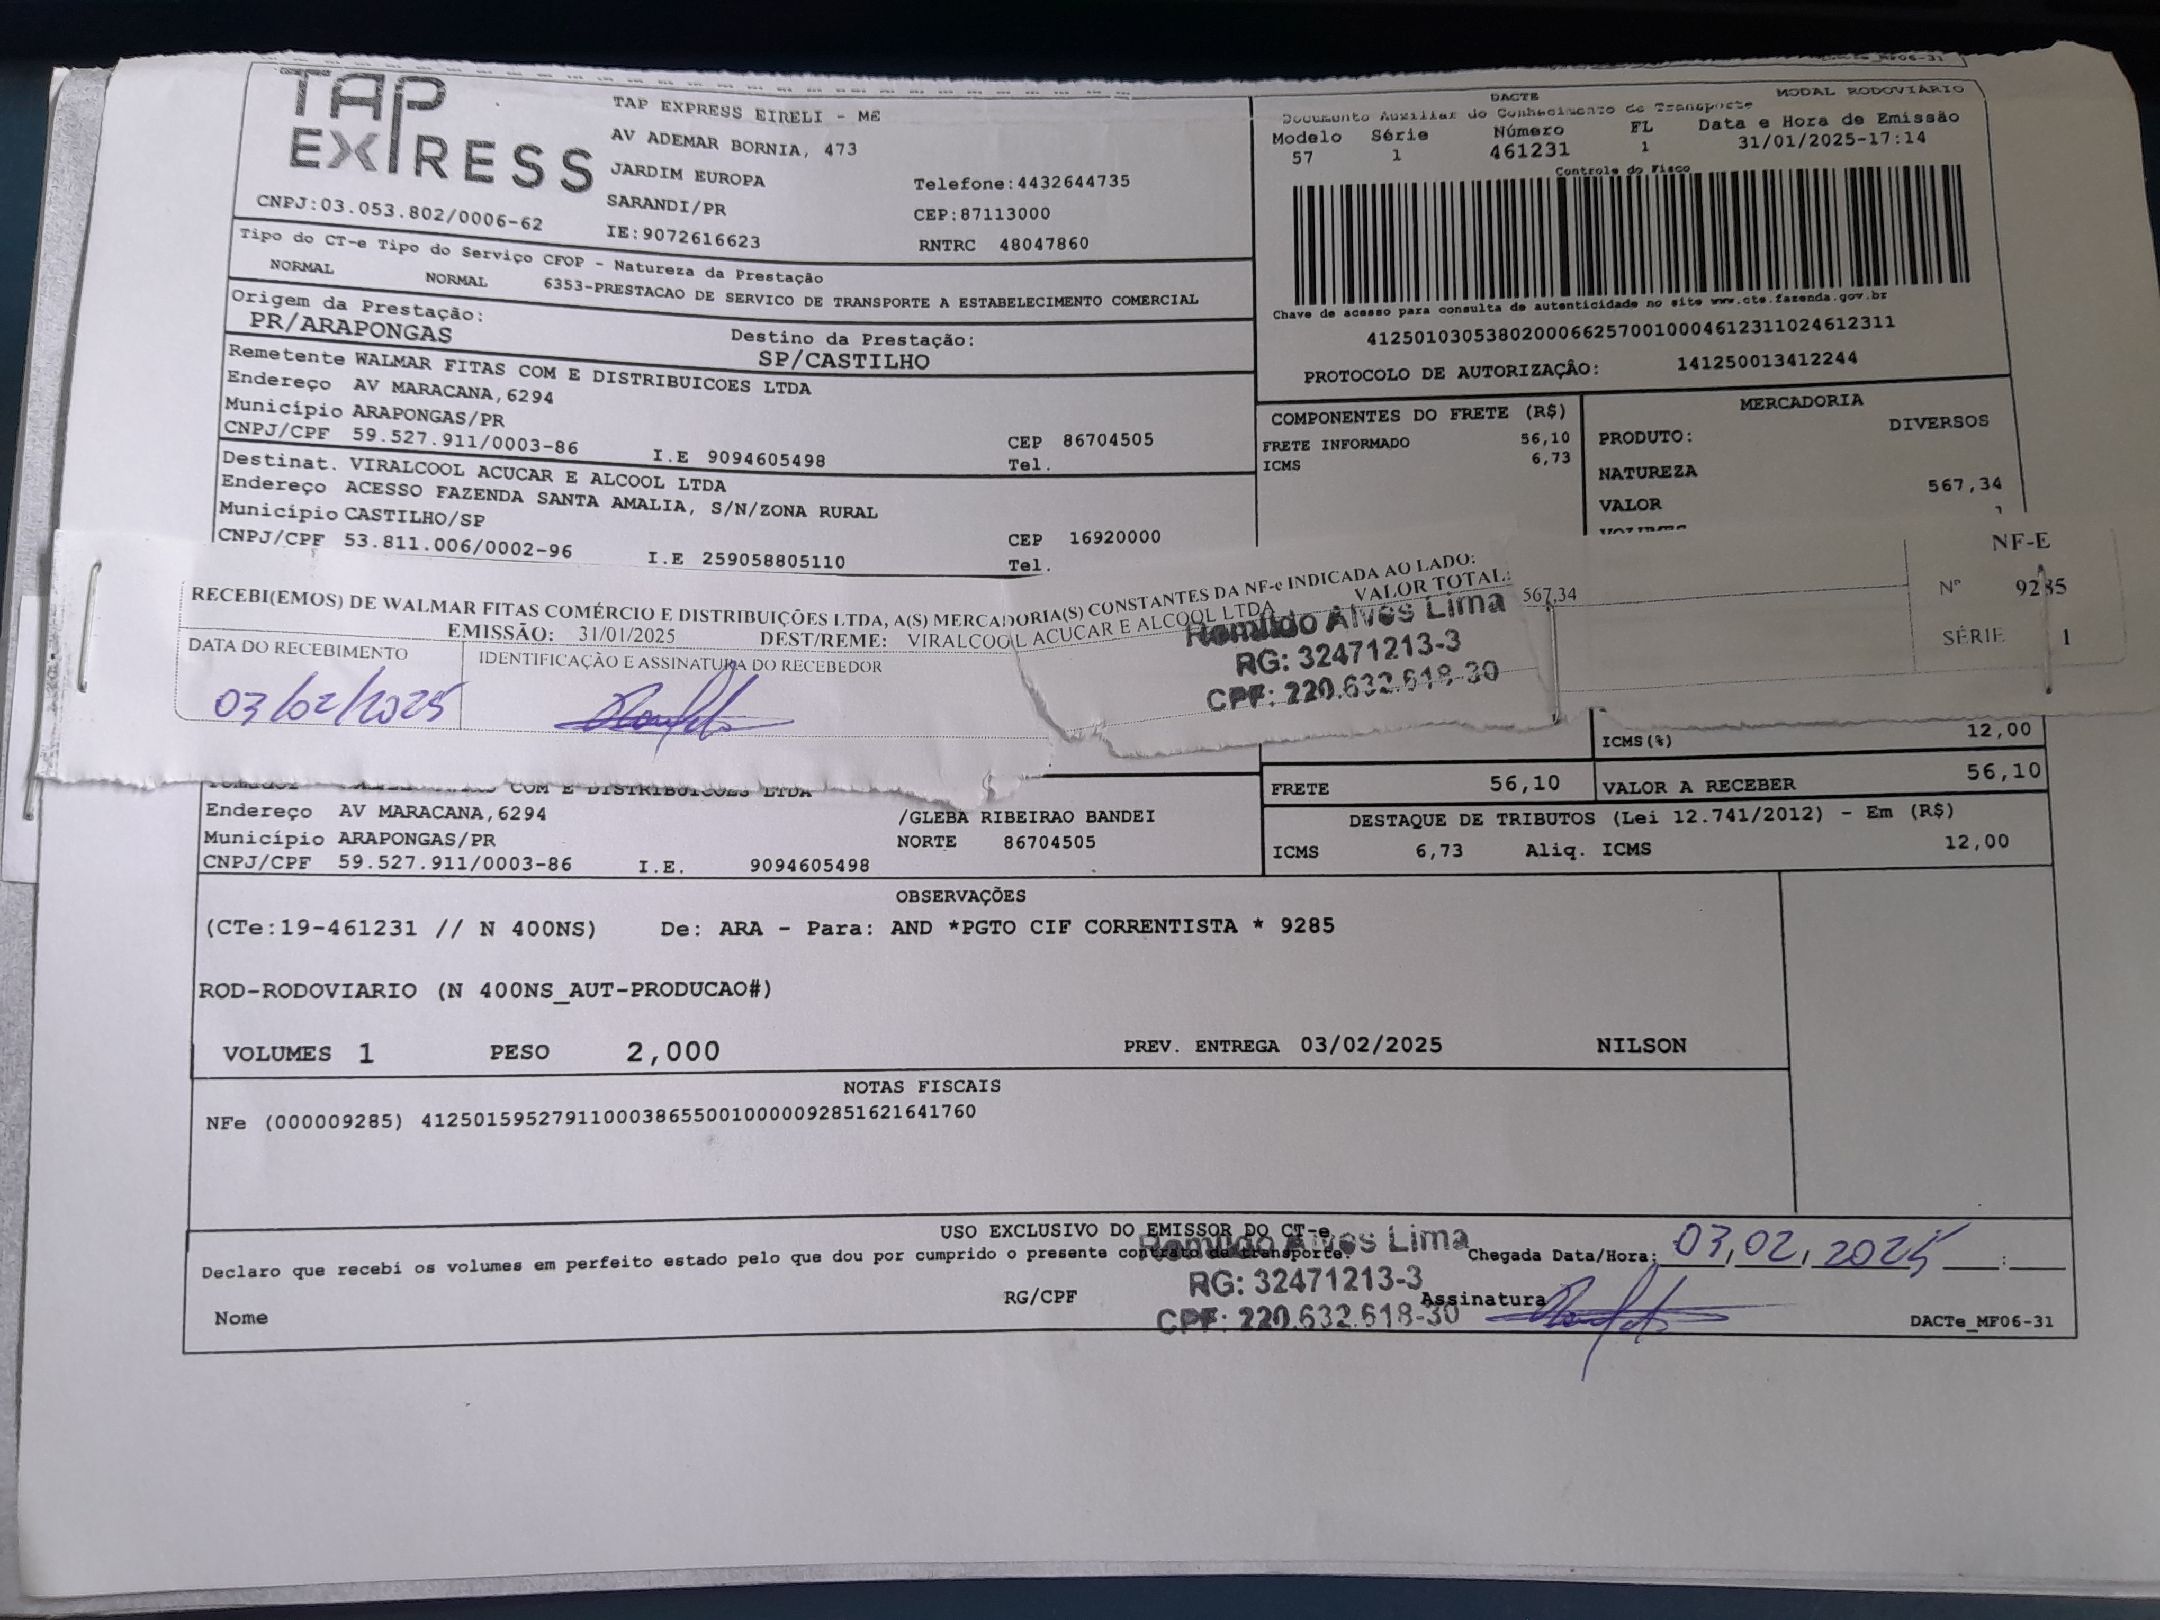 DACTe_MF06-31
TAP EXPRESS
CNPJ:03.053.802/0006-62
TAP EXPRESS EIRELI - ME
AV ADEMAR BORNIA, 473
JARDIM EUROPA
SARANDI/PR
IE:9072616623
Telefone:4432644735
CEP:87113000
RNTRC 48047860
DACTE MODAL RODOVIÁRIO
Documento Auxiliar do Conhecimento de Transporte
Modelo Série Número FL Data e Hora de Emissão
57 1 461231 1 31/01/2025-17:14
Controle do Fisco
Chave de acesso para consulta de autenticidade no site www.cte.fazenda.gov.br
41250103053802000662570010004612311024612311
PROTOCOLO DE AUTORIZAÇÂO: 141250013412244
Tipo do CT-e Tipo do Serviço CFOP - Natureza da Prestação
NORMAL NORMAL 6353-PRESTACAO DE SERVICO DE TRANSPORTE A ESTABELECIMENTO COMERCIAL
Origem da Prestação: Destino da Prestação:
PR/ARAPONGAS SP/CASTILHO
Remetente WALMAR FITAS COM E DISTRIBUICOES LTDA
Endereço AV MARACANA,6294
Município ARAPONGAS/PR
CNPJ/CPF 59.527.911/0003-86 I.E 9094605498
CEP 86704505
Tel.
Destinat. VIRALCOOL ACUCAR E ALCOOL LTDA
Endereço ACESSO FAZENDA SANTA AMALIA, S/N/ZONA RURAL
Município CASTILHO/SP
CNPJ/CPF 53.811.006/0002-96 I.E 259058805110
CEP 16920000
Tel.
COMPONENTES DO FRETE (R$)
FRETE INFORMADO 56,10
ICMS 6,73
MERCADORIA
PRODUTO: DIVERSOS
NATUREZA
VALOR 567,34
VOLUMES 1
RECEBI(EMOS) DE WALMAR FITAS COMÉRCIO E DISTRIBUIÇÕES LTDA, A(S) MERCADORIA(S) CONSTANTES DA NF-e INDICADA AO LADO:
EMISSÃO: 31/01/2025 DEST/REME: VIRALCOOL ACUCAR E ALCOOL LTDA VALOR TOTAL: 567,34
DATA DO RECEBIMENTO
03/02/2025
IDENTIFICAÇÃO E ASSINATURA DO RECEBEDOR
Romildo Alves Lima
RG: 32471213-3
CPF: 220.632.618-30
NF-E
Nº 9285
SÉRIE 1
ICMS(%) 12,00
FRETE 56,10 VALOR A RECEBER 56,10
DESTAQUE DE TRIBUTOS (Lei 12.741/2012) - Em (R$)
ICMS 6,73 Aliq. ICMS 12,00
COM E DISTRIBUICOES LTDA
Endereço AV MARACANA,6294 /GLEBA RIBEIRAO BANDEI
Município ARAPONGAS/PR NORTE 86704505
CNPJ/CPF 59.527.911/0003-86 I.E. 9094605498
OBSERVAÇÕES
(CTe:19-461231 // N 400NS) De: ARA - Para: AND *PGTO CIF CORRENTISTA * 9285
ROD-RODOVIARIO (N 400NS_AUT-PRODUCAO#)
VOLUMES 1 PESO 2,000 PREV. ENTREGA 03/02/2025 NILSON
NOTAS FISCAIS
NFe (000009285) 41250159527911000386550010000092851621641760
USO EXCLUSIVO DO EMISSOR DO CT-e
Declaro que recebi os volumes em perfeito estado pelo que dou por cumprido o presente contrato de transporte.
Chegada Data/Hora: 03,02,2025 :
Romildo Alves Lima
RG: 32471213-3
CPF: 220.632.618-30
Nome RG/CPF Assinatura
DACTe_MF06-31